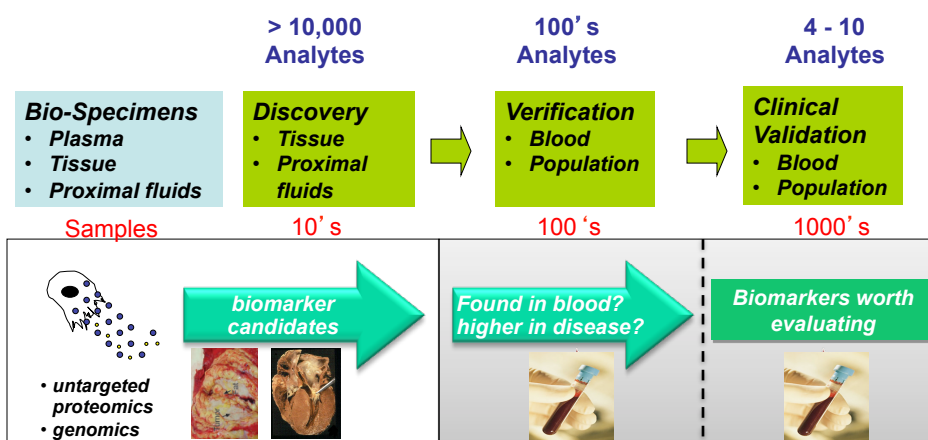 > 10,000
Analytes
100's
Analytes
4 - 10
Analytes
Bio-Specimens
• Plasma
• Tissue
• Proximal fluids
Discovery
• Tissue
• Proximal
fluids
Verification
• Blood
• Population
Clinical
Validation
• Blood
• Population
Samples
10's
100 's
1000's
biomarker
candidates
Found in blood?
higher in disease?
Biomarkers worth
evaluating
• untargeted
proteomics
• genomics